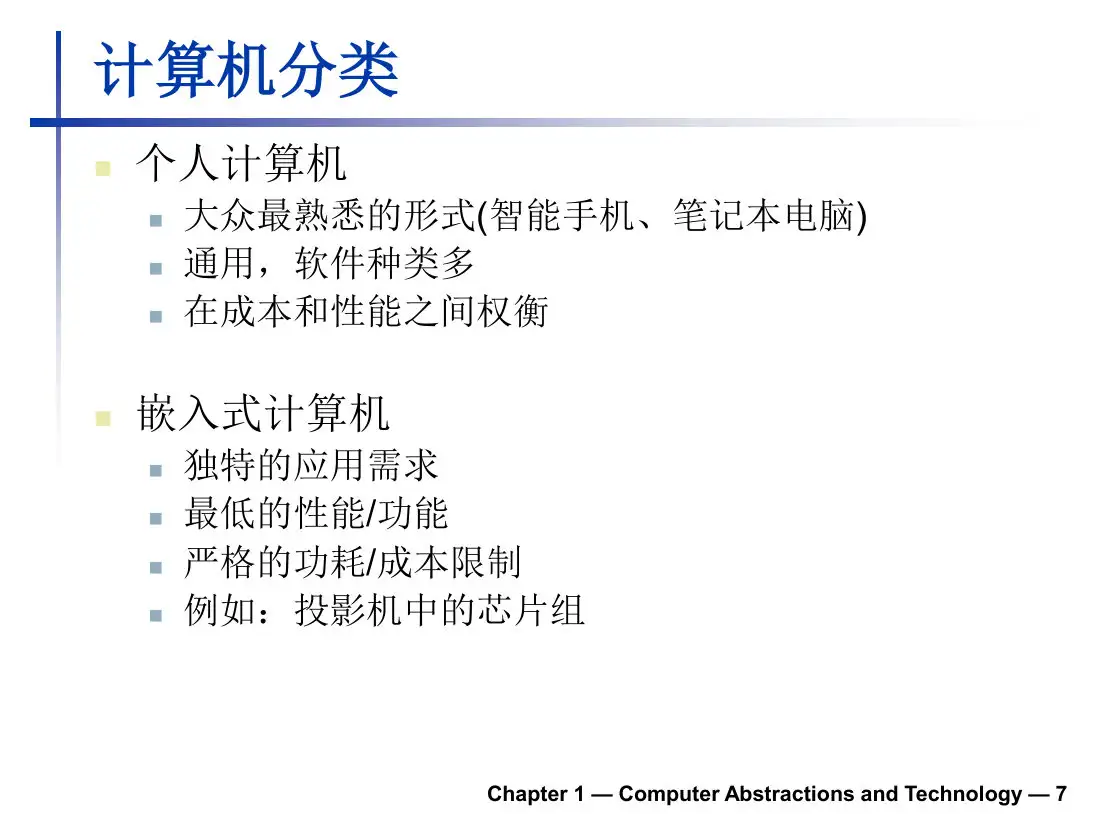 计算机分类
个人计算机
大众最熟悉的形式(智能手机、笔记本电脑)
通用，软件种类多
在成本和性能之间权衡
嵌入式计算机
独特的应用需求
最低的性能/功能
严格的功耗/成本限制
例如：投影机中的芯片组
Chapter 1 — Computer Abstractions and Technology — 7